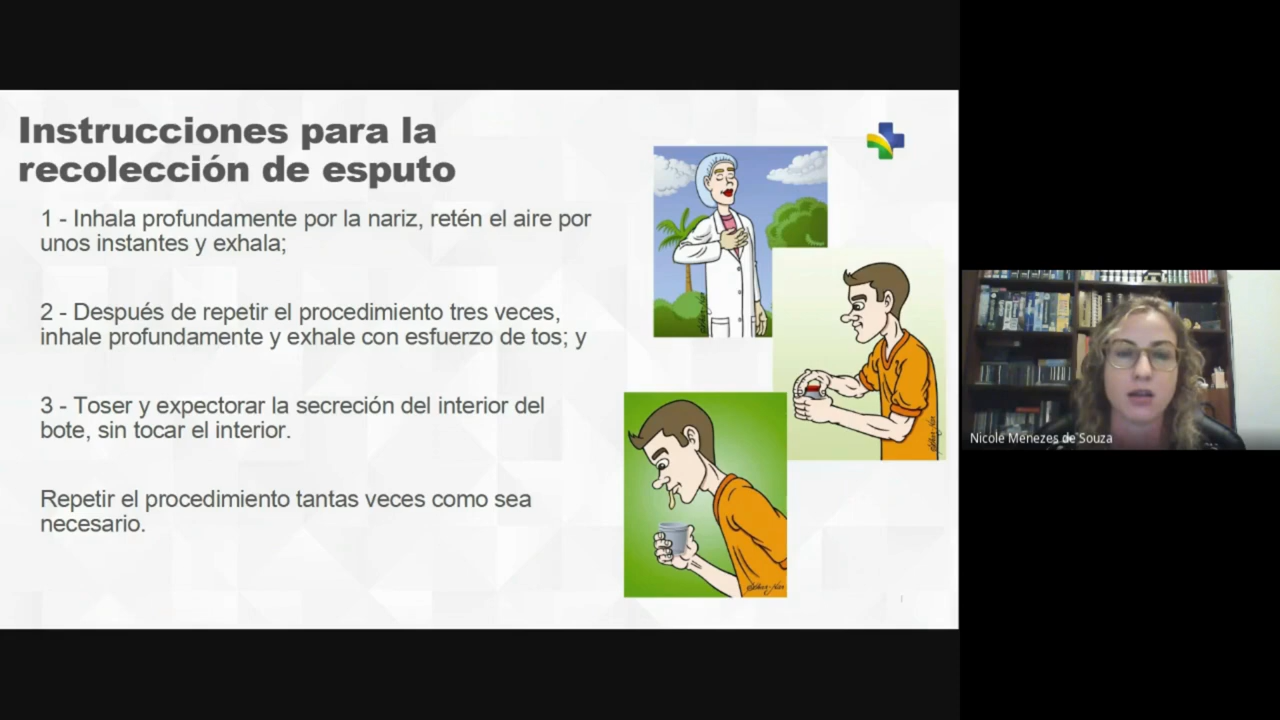 Instrucciones para la
recolección de esputo
1 - Inhala profundamente por la nariz, retén el aire por
unos instantes y exhala;
2 - Después de repetir el procedimiento tres veces,
inhale profundamente y exhale con esfuerzo de tos; y
3 - Toser y expectorar la secreción del interior del
bote, sin tocar el interior.
Repetir el procedimiento tantas veces como sea
necesario.
Nicole Menezes de Souza